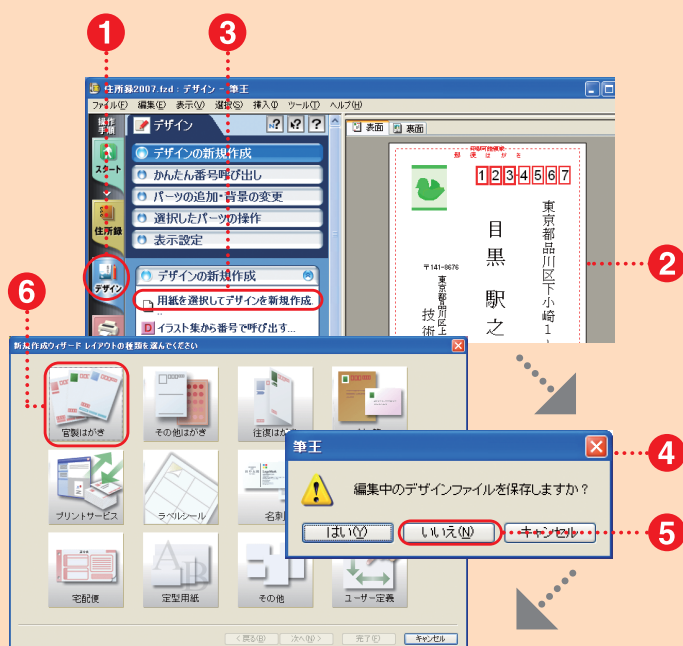 1
3
住所録2007.fzd : デザイン - 筆王
ファイル(F) 編集(E) 表示(V) 選択(S) 挿入(I) ツール(T) ヘルプ(H)
操作手順
デザイン
表面 裏面
スタート
デザインの新規作成
かんたん番号呼び出し
パーツの追加・背景の変更
選択したパーツの操作
表示設定
住所録
デザイン
デザインの新規作成
用紙を選択してデザインを新規作成...
イラスト集から番号で呼び出す...
郵便はがき
1234567
東京都品川区下小崎1
目黒 駅之
〒141-8676
東京都品川区上
技術
2
6
新規作成ウィザード レイアウトの種類を選んでください
官製はがき
その他はがき
往復はが
プリントサービス
ラベルシール
名刺
宅配便
定型用紙
その他
ユーザー定義
<戻る(B) 次へ(N)> 完了(F) キャンセル
4
筆王
編集中のデザインファイルを保存しますか?
はい(Y) いいえ(N) キャンセル
5